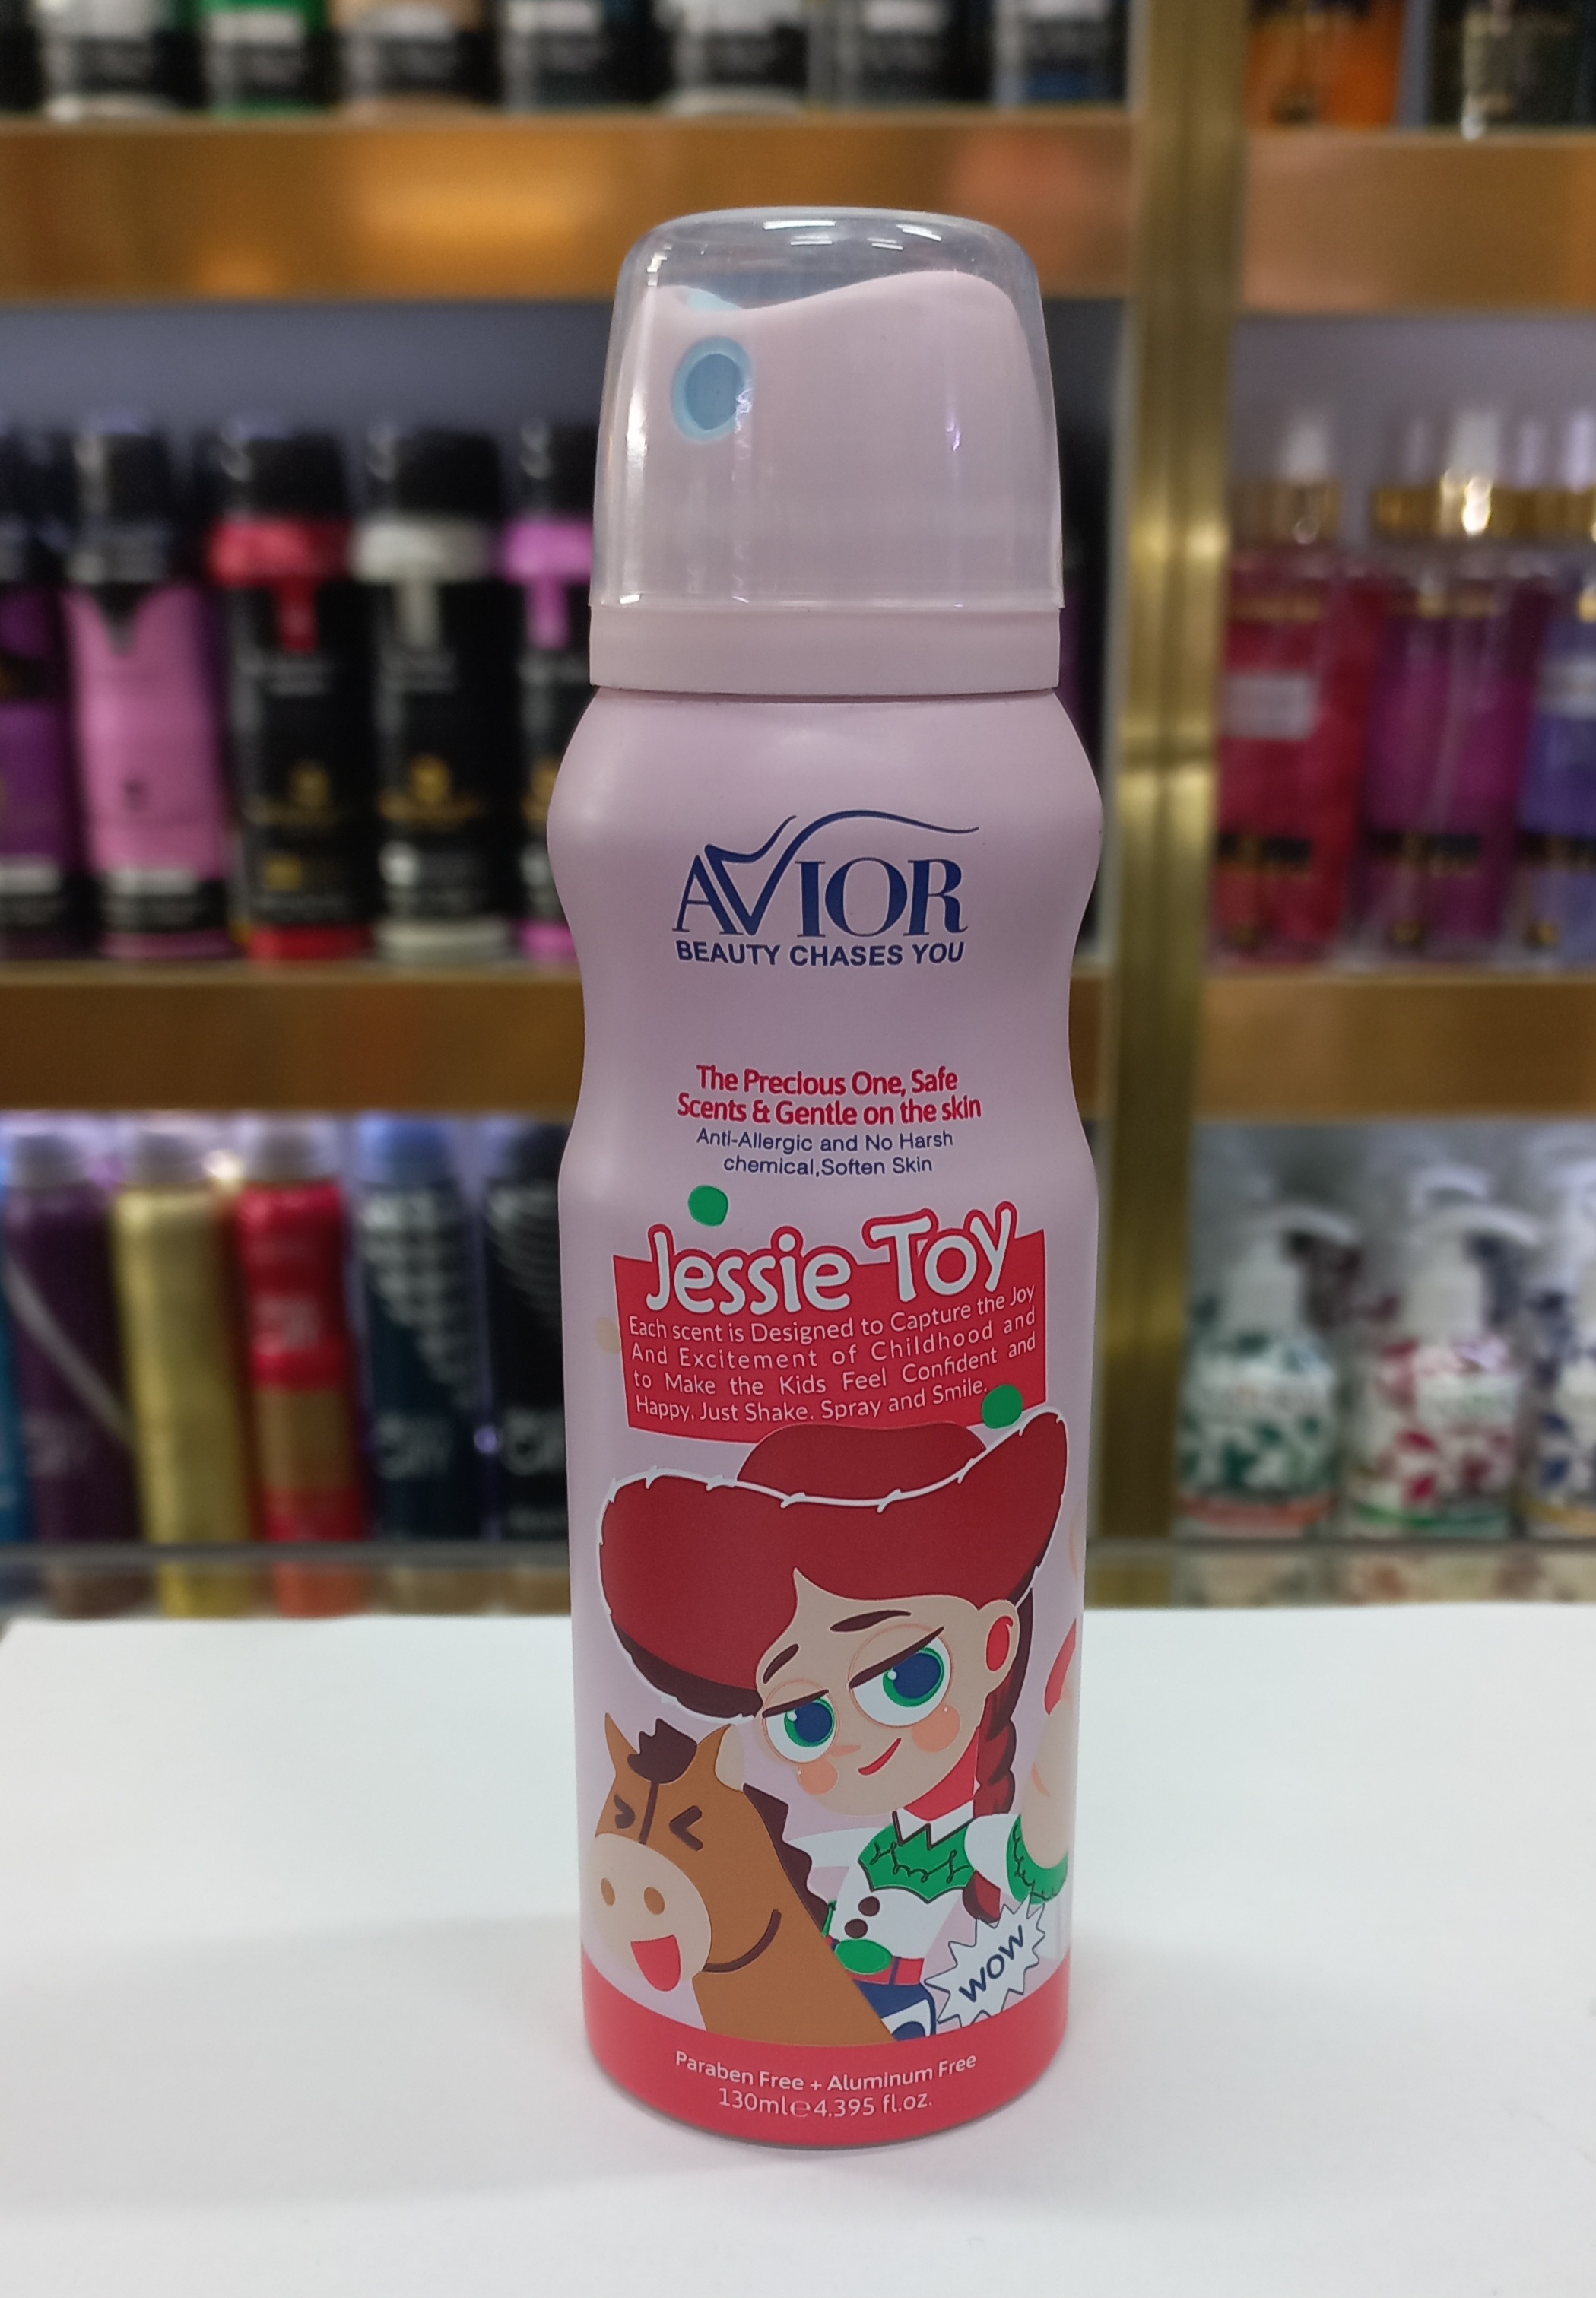 AVIOR
BEAUTY CHASES YOU
The Precious One, Safe
Scents & Gentle on the skin
Anti-Allergic and No Harsh
chemical,Soften Skin
Jessie Toy
Each scent is Designed to Capture the Joy
And Excitement of Childhood and
to Make the Kids Feel Confident and
Happy. Just Shake. Spray and Smile.
WOW
Paraben Free + Aluminum Free
130ml℮4.395 fl.oz.